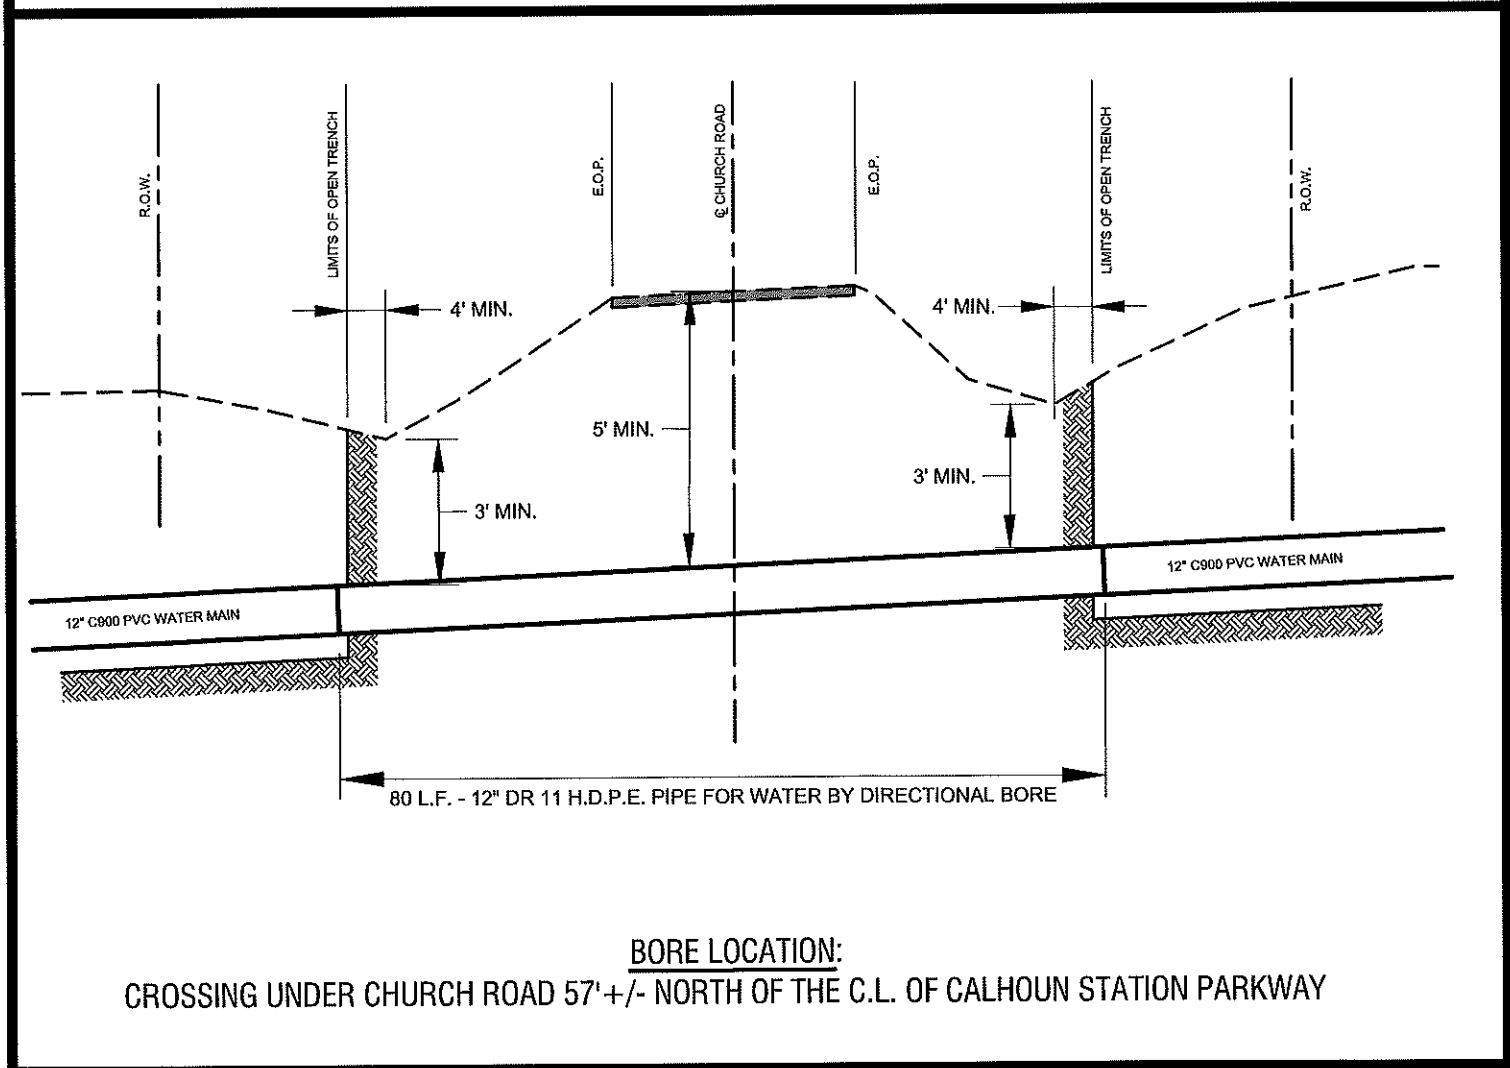 R.O.W.
LIMITS OF OPEN TRENCH
E.O.P.
℄ CHURCH ROAD
E.O.P.
LIMITS OF OPEN TRENCH
R.O.W.
4' MIN.
4' MIN.
5' MIN.
3' MIN.
3' MIN.
12" C900 PVC WATER MAIN
12" C900 PVC WATER MAIN
80 L.F. - 12" DR 11 H.D.P.E. PIPE FOR WATER BY DIRECTIONAL BORE
BORE LOCATION:
CROSSING UNDER CHURCH ROAD 57'+/- NORTH OF THE C.L. OF CALHOUN STATION PARKWAY